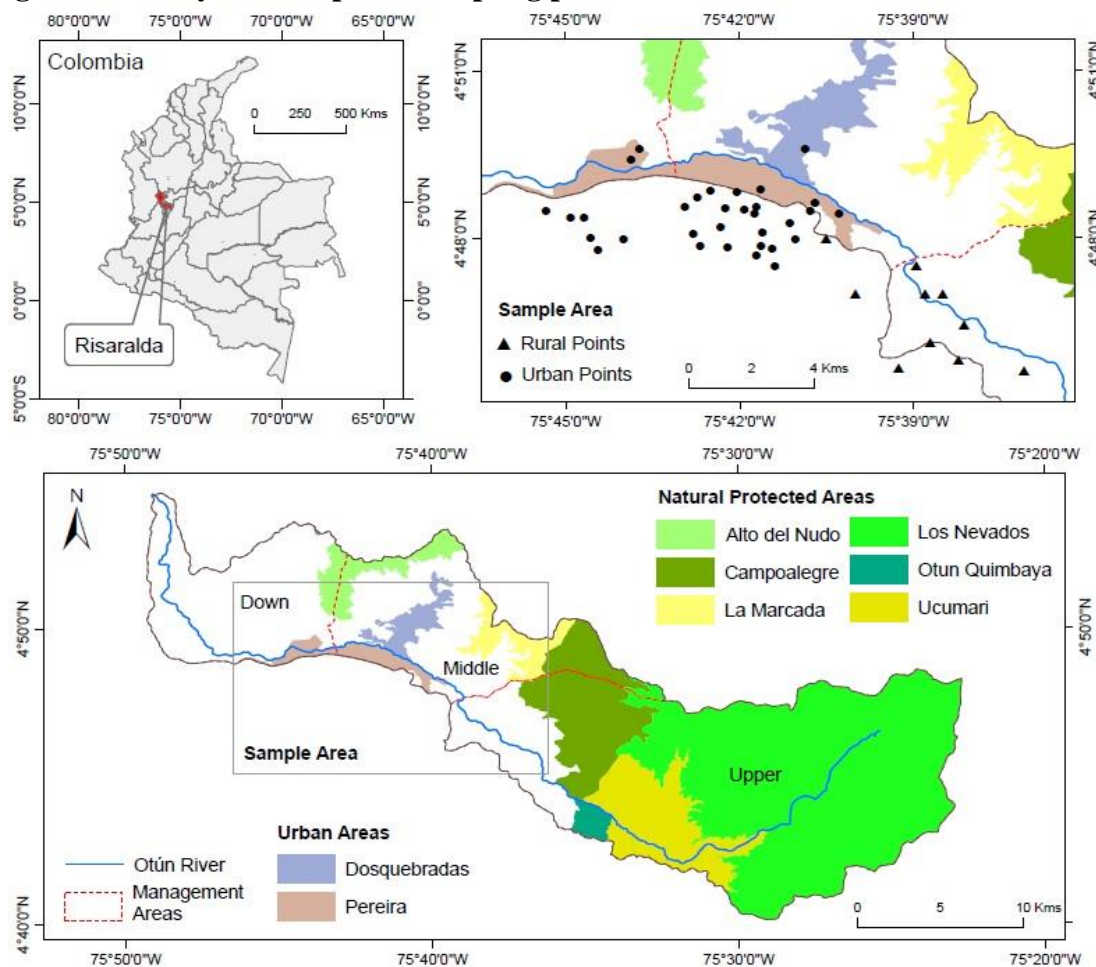 80°0'0"W 75°0'0"W 70°0'0"W 65°0'0"W
Colombia
0 250 500 Kms
10°0'0"N
5°0'0"N
0°0'0"
5°0'0"S
10°0'0"N
5°0'0"N
0°0'0"
Risaralda
80°0'0"W 75°0'0"W 70°0'0"W 65°0'0"W
75°45'0"W 75°42'0"W 75°39'0"W
4°51'0"N
4°48'0"N
4°51'0"N
4°48'0"N
Sample Area
Rural Points
Urban Points
0 2 4 Kms
75°45'0"W 75°42'0"W 75°39'0"W
75°50'0"W 75°40'0"W 75°30'0"W 75°20'0"W
N
Natural Protected Areas
Alto del Nudo
Campoalegre
La Marcada
Los Nevados
Otun Quimbaya
Ucumari
4°50'0"N
4°40'0"N
4°50'0"N
4°40'0"N
Down
Middle
Upper
Sample Area
Otún River
Management
Areas
Urban Areas
Dosquebradas
Pereira
0 5 10 Kms
75°50'0"W 75°40'0"W 75°30'0"W 75°20'0"W